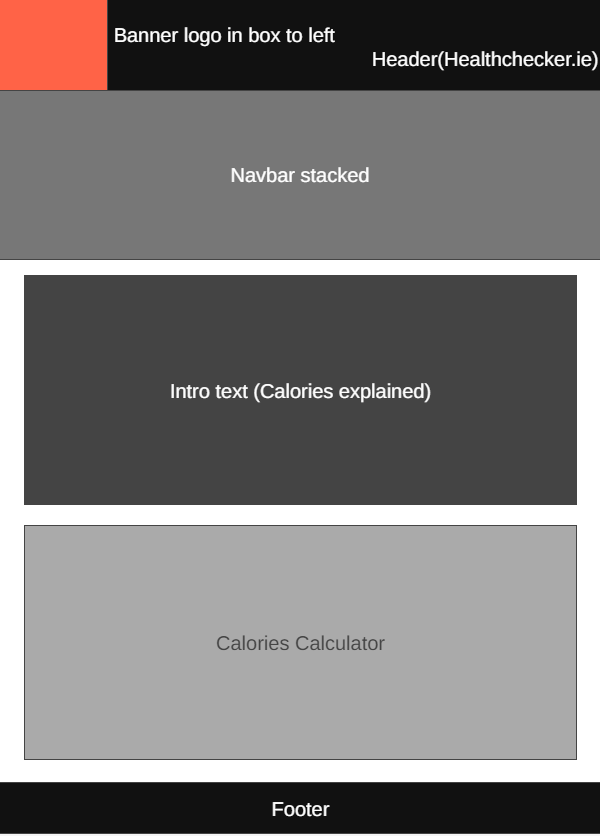 Banner logo in box to left
Header(Healthchecker.ie)
Navbar stacked
Intro text (Calories explained)
Calories Calculator
Footer